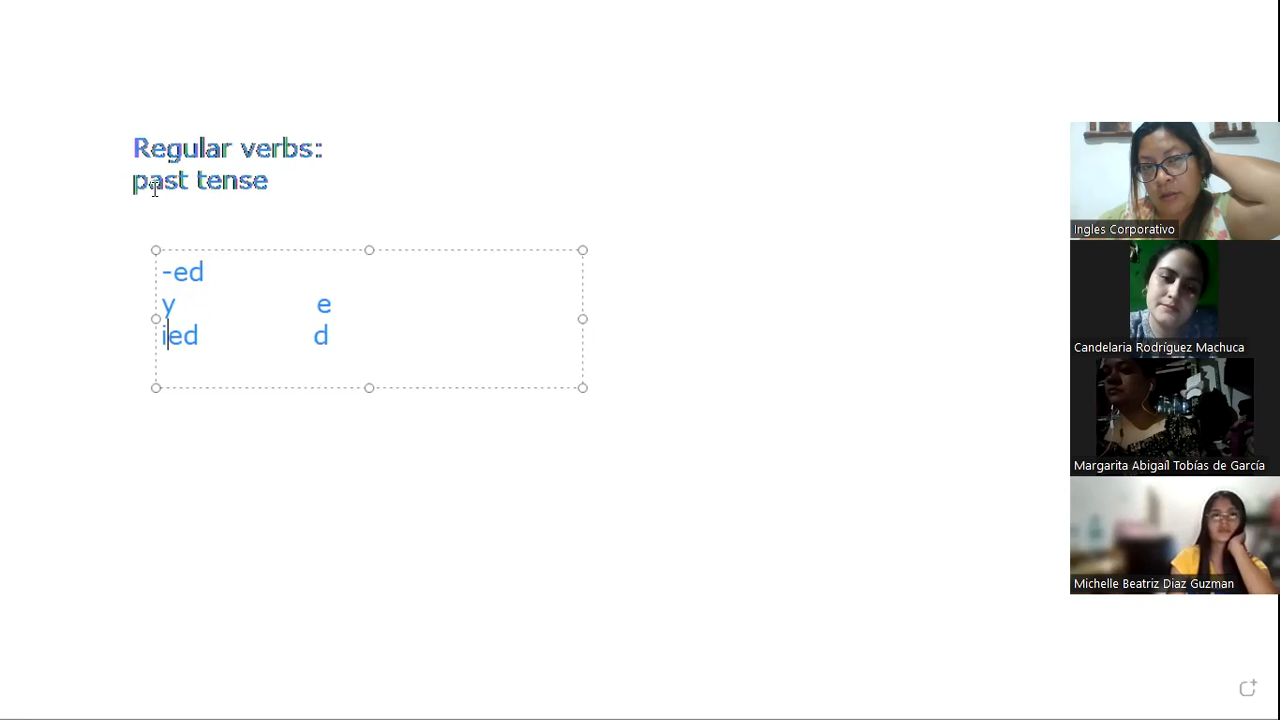 Regular verbs:
past tense
-ed
y e
ied d
Ingles Corporativo
Candelaria Rodríguez Machuca
Margarita Abigaíl Tobías de García
Michelle Beatriz Diaz Guzman